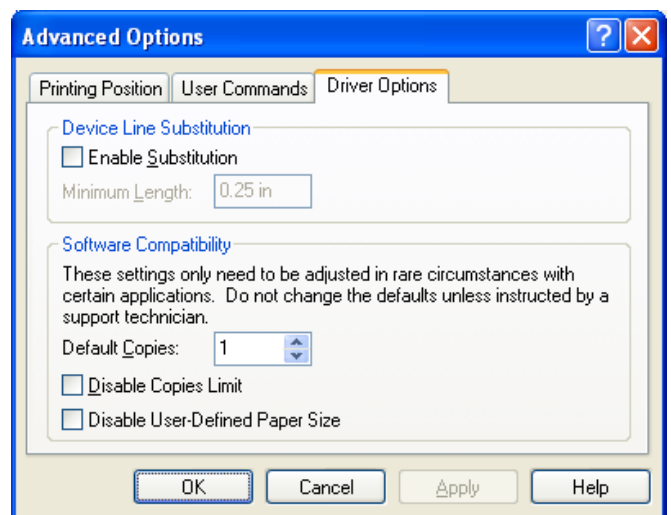 Advanced Options
Printing Position User Commands Driver Options
Device Line Substitution
Enable Substitution
Minimum Length: 0.25 in
Software Compatibility
These settings only need to be adjusted in rare circumstances with
certain applications. Do not change the defaults unless instructed by a
support technician.
Default Copies: 1
Disable Copies Limit
Disable User-Defined Paper Size
OK Cancel Apply Help